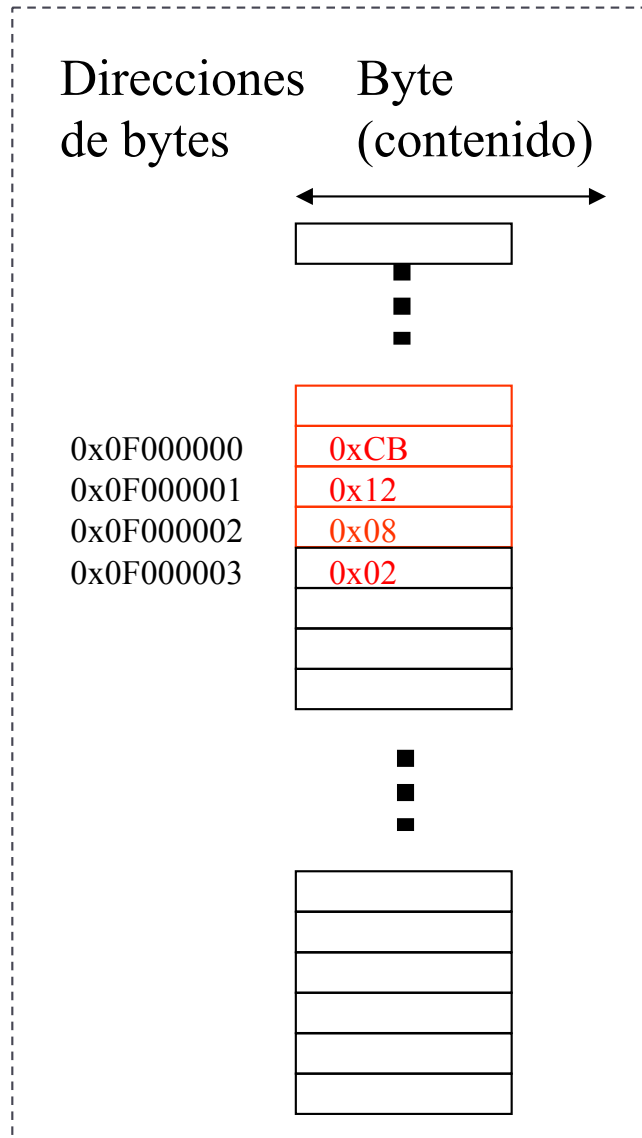 Direcciones Byte
de bytes (contenido)
0x0F000000 0xCB
0x0F000001 0x12
0x0F000002 0x08
0x0F000003 0x02